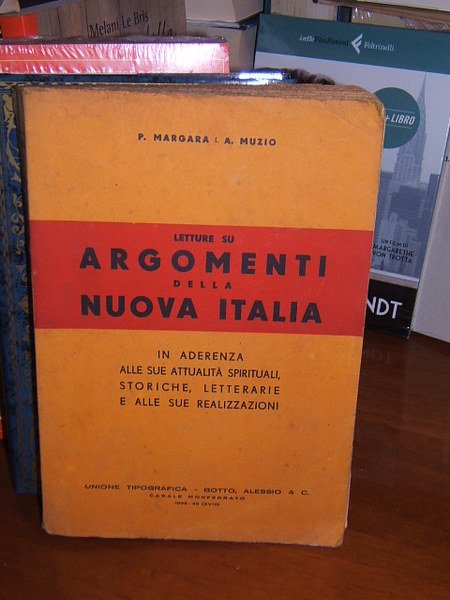 Melani Le Bris
Feltrinelli
+ LIBRO
UN FILM DI
MARGARETHE
VON TROTTA
NDT
P. MARGARA I A. MUZIO
LETTURE SU
ARGOMENTI
DELLA
NUOVA ITALIA
IN ADERENZA
ALLE SUE ATTUALITÀ SPIRITUALI,
STORICHE, LETTERARIE
E ALLE SUE REALIZZAZIONI
UNIONE TIPOGRAFICA - BOTTO, ALESSIO & C.
CASALE MONFERRATO